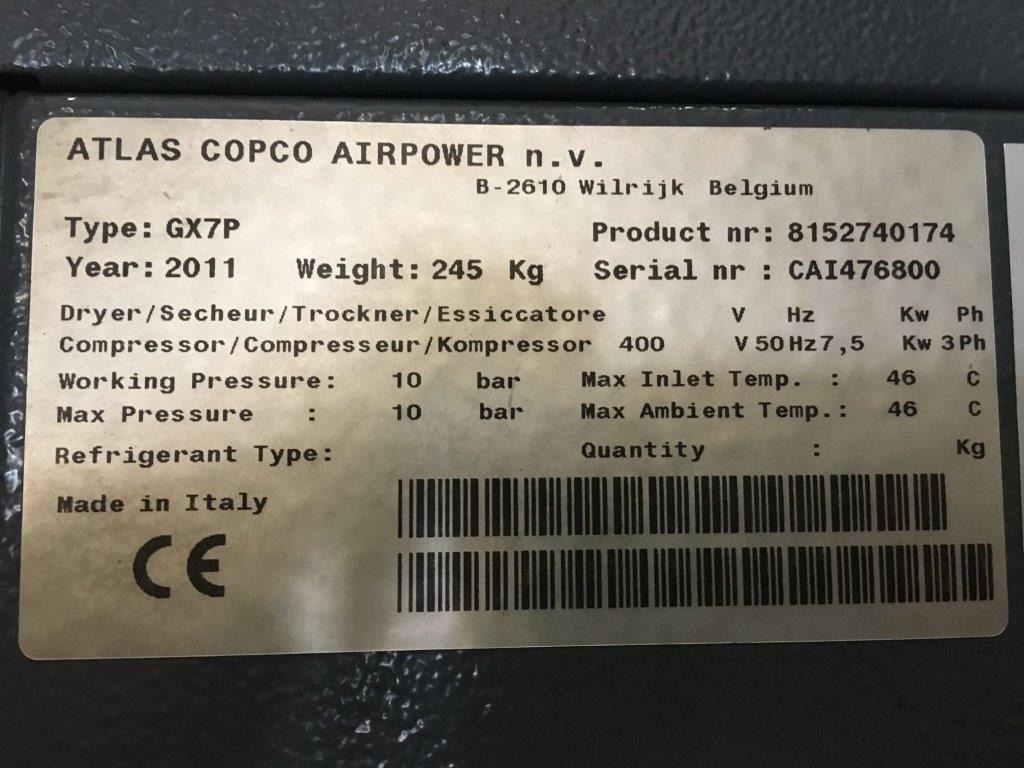 ATLAS COPCO AIRPOWER n.v.
B-2610 Wilrijk Belgium
Type: GX7P Product nr: 8152740174
Year: 2011 Weight: 245 Kg Serial nr : CAI476800
Dryer/Secheur/Trockner/Essiccatore V Hz Kw Ph
Compressor/Compresseur/Kompressor 400 V 50 Hz 7,5 Kw 3 Ph
Working Pressure: 10 bar Max Inlet Temp. : 46 C
Max Pressure : 10 bar Max Ambient Temp.: 46 C
Refrigerant Type: Quantity : Kg
Made in Italy
CE